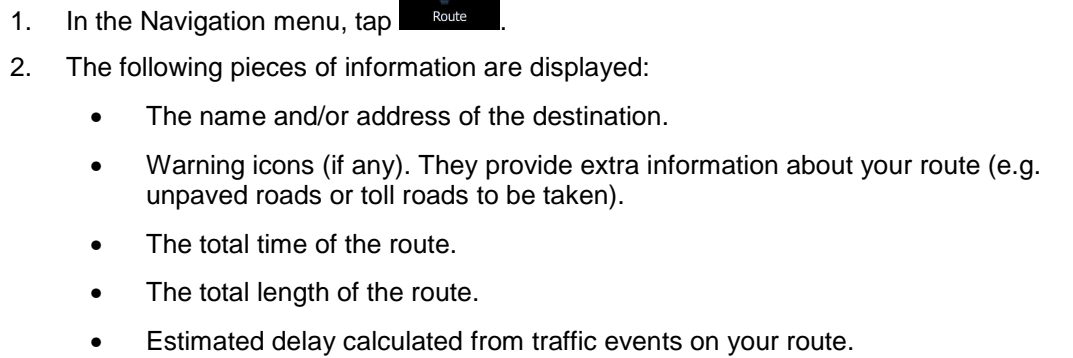 1. In the Navigation menu, tap Route .
2. The following pieces of information are displayed:
• The name and/or address of the destination.
• Warning icons (if any). They provide extra information about your route (e.g.
unpaved roads or toll roads to be taken).
• The total time of the route.
• The total length of the route.
• Estimated delay calculated from traffic events on your route.